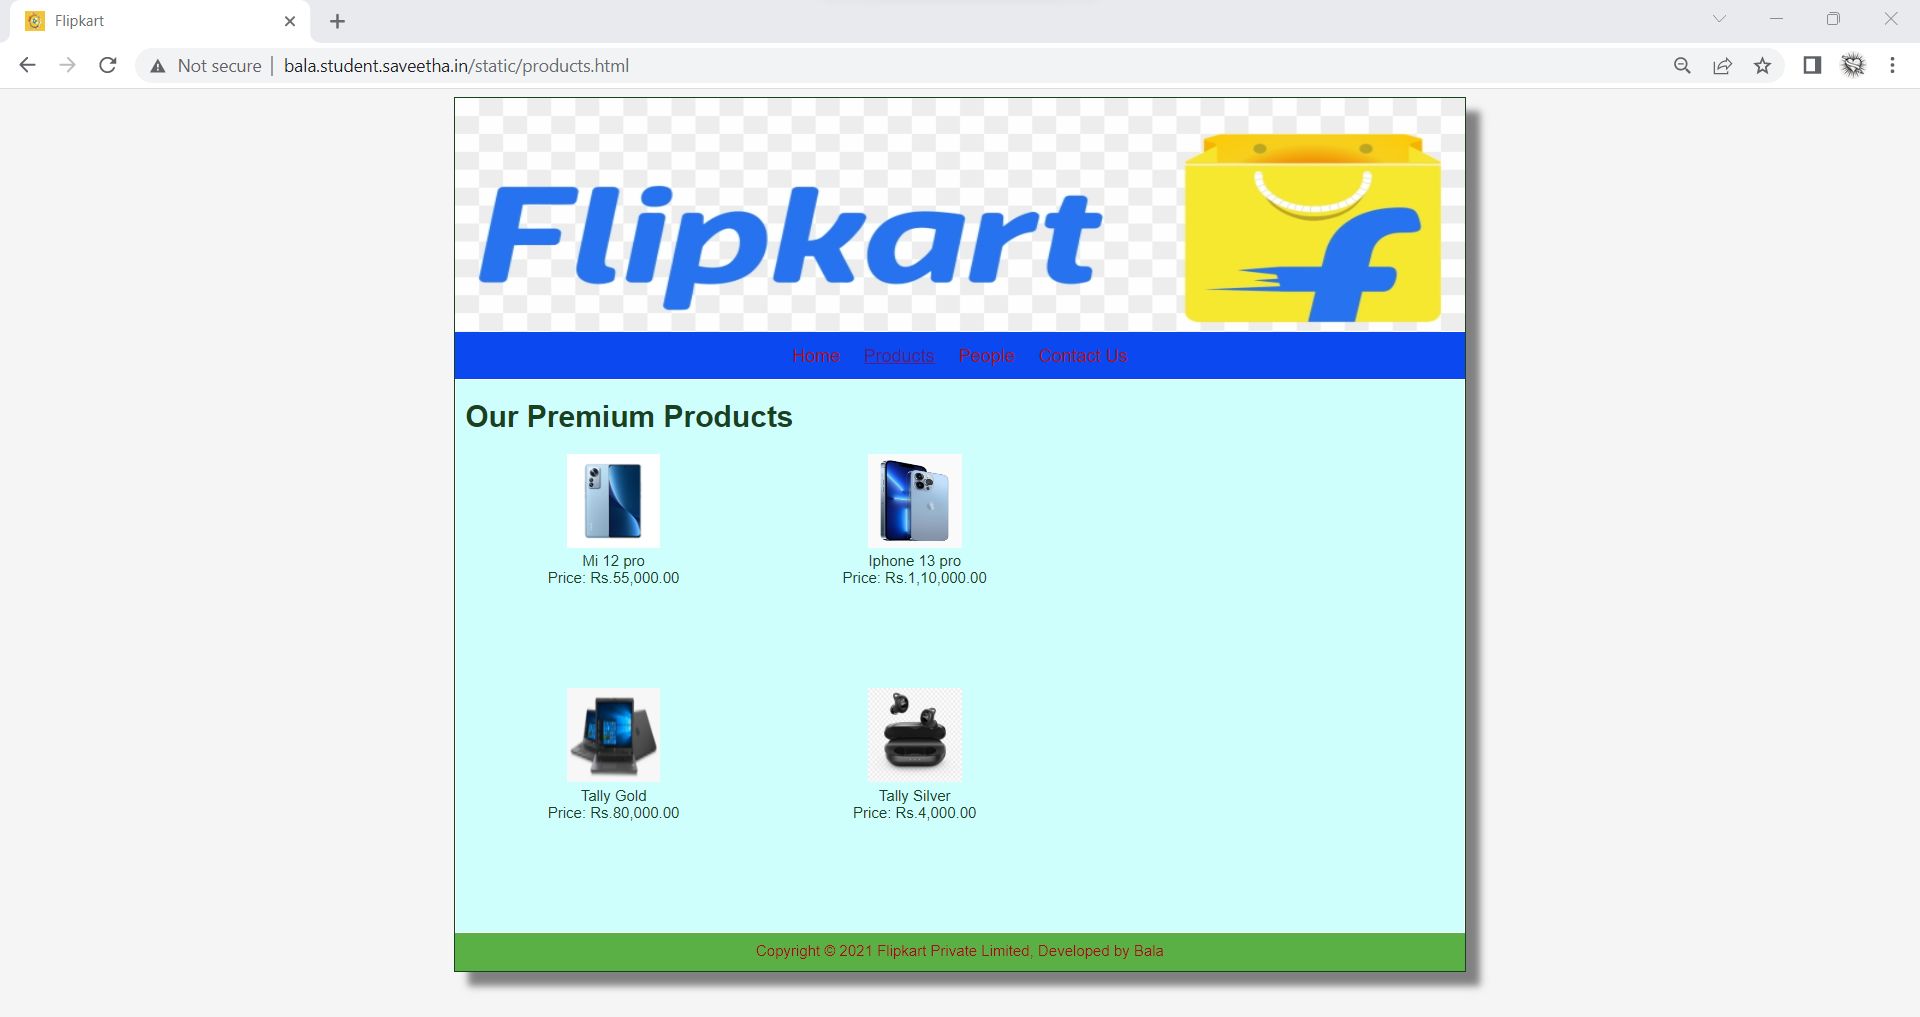 Flipkart
Not secure | bala.student.saveetha.in/static/products.html
Flipkart
f
Home Products People Contact Us
Our Premium Products
Mi 12 pro
Price: Rs.55,000.00
Iphone 13 pro
Price: Rs.1,10,000.00
Tally Gold
Price: Rs.80,000.00
Tally Silver
Price: Rs.4,000.00
Copyright © 2021 Flipkart Private Limited, Developed by Bala